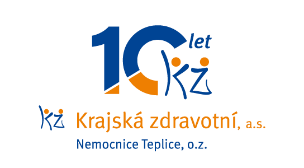 10 let
kz
kz Krajská zdravotní, a.s.
Nemocnice Teplice, o.z.